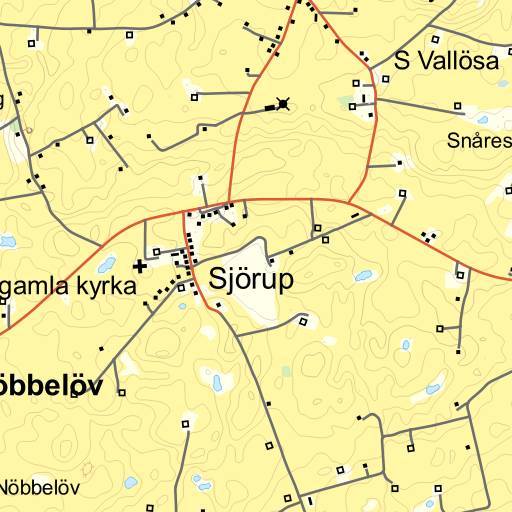 S Vallösa
g
Snåres
Sjörup
gamla kyrka
öbbelöv
Nöbbelöv